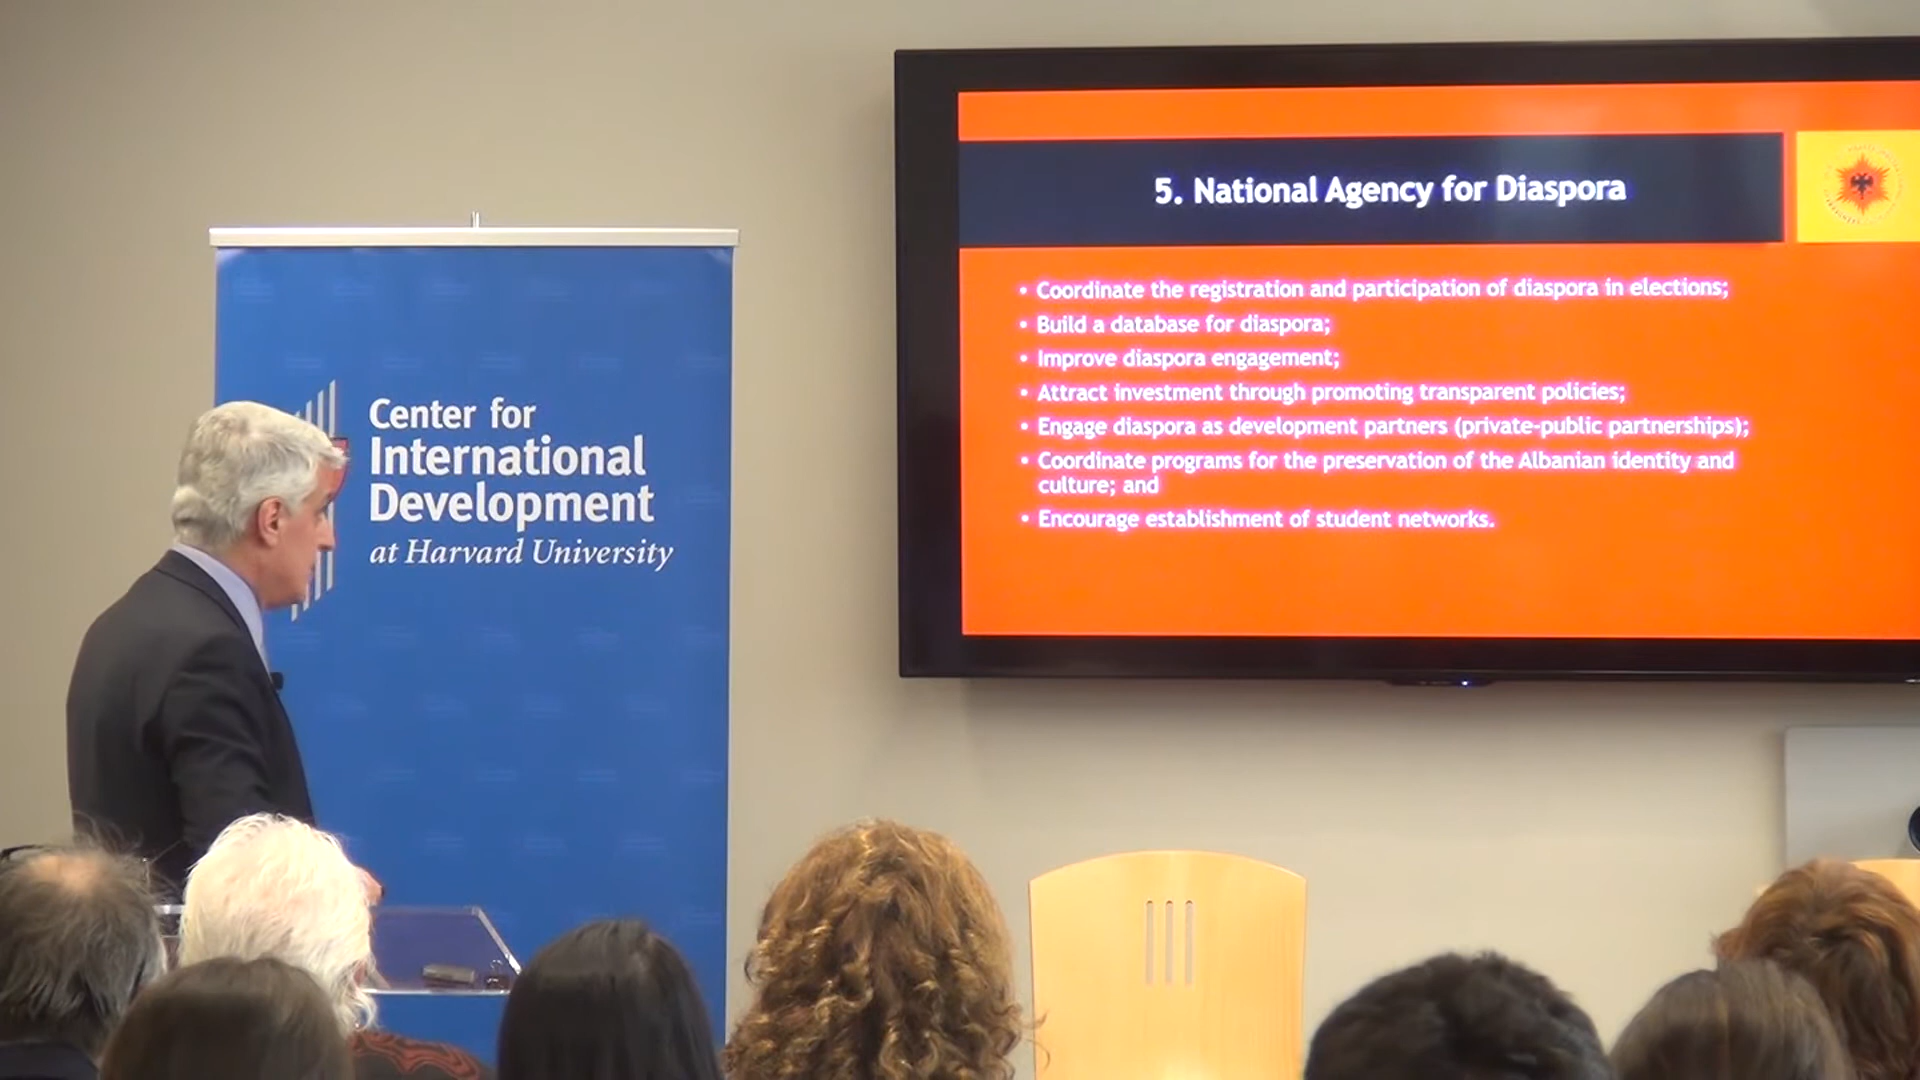 Center for
International
Development
at Harvard University
5. National Agency for Diaspora
• Coordinate the registration and participation of diaspora in elections;
• Build a database for diaspora;
• Improve diaspora engagement;
• Attract investment through promoting transparent policies;
• Engage diaspora as development partners (private-public partnerships);
• Coordinate programs for the preservation of the Albanian identity and
culture; and
• Encourage establishment of student networks.